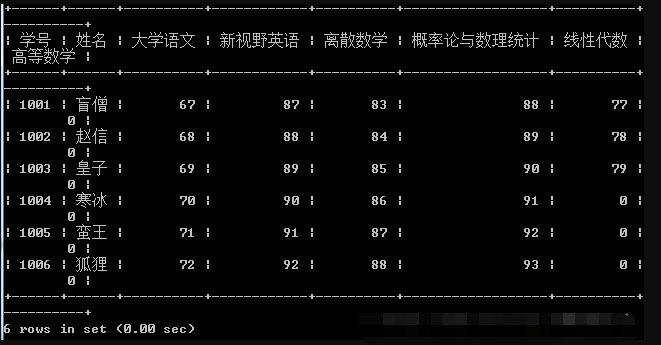 +------+------+----------+------------+----------+------------------+----------+
----------+
| 学号 | 姓名 | 大学语文 | 新视野英语 | 离散数学 | 概率论与数理统计 | 线性代数 |
高等数学 |
+------+------+----------+------------+----------+------------------+----------+
----------+
| 1001 | 盲僧 | 67 | 87 | 83 | 88 | 77 |
0 |
| 1002 | 赵信 | 68 | 88 | 84 | 89 | 78 |
0 |
| 1003 | 皇子 | 69 | 89 | 85 | 90 | 79 |
0 |
| 1004 | 寒冰 | 70 | 90 | 86 | 91 | 0 |
0 |
| 1005 | 蛮王 | 71 | 91 | 87 | 92 | 0 |
0 |
| 1006 | 狐狸 | 72 | 92 | 88 | 93 | 0 |
0 |
+------+------+----------+------------+----------+------------------+----------+
----------+
6 rows in set (0.00 sec)